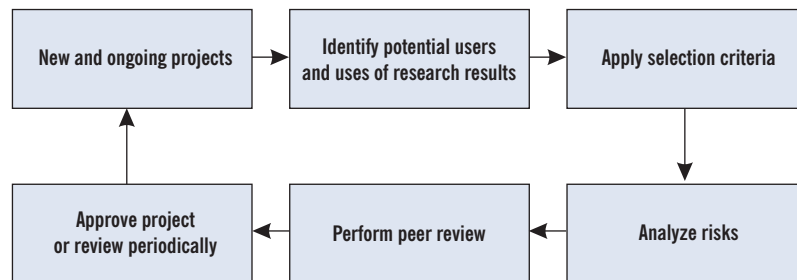 New and ongoing projects
Identify potential users
and uses of research results
Apply selection criteria
Approve project
or review periodically
Perform peer review
Analyze risks